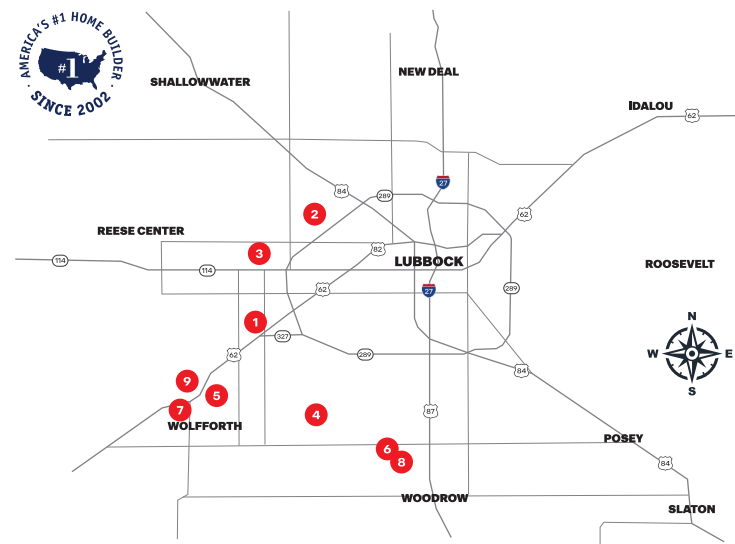 AMERICA'S #1 HOME BUILDER
#1
SINCE 2002
SHALLOWATER
NEW DEAL
IDALOU
62
27
84
289
2
62
REESE CENTER
3
82
LUBBOCK
114
114
ROOSEVELT
62
27
289
N
1
327
W
E
62
289
84
S
9
5
7
4
87
WOLFFORTH
6
POSEY
8
84
WOODROW
SLATON